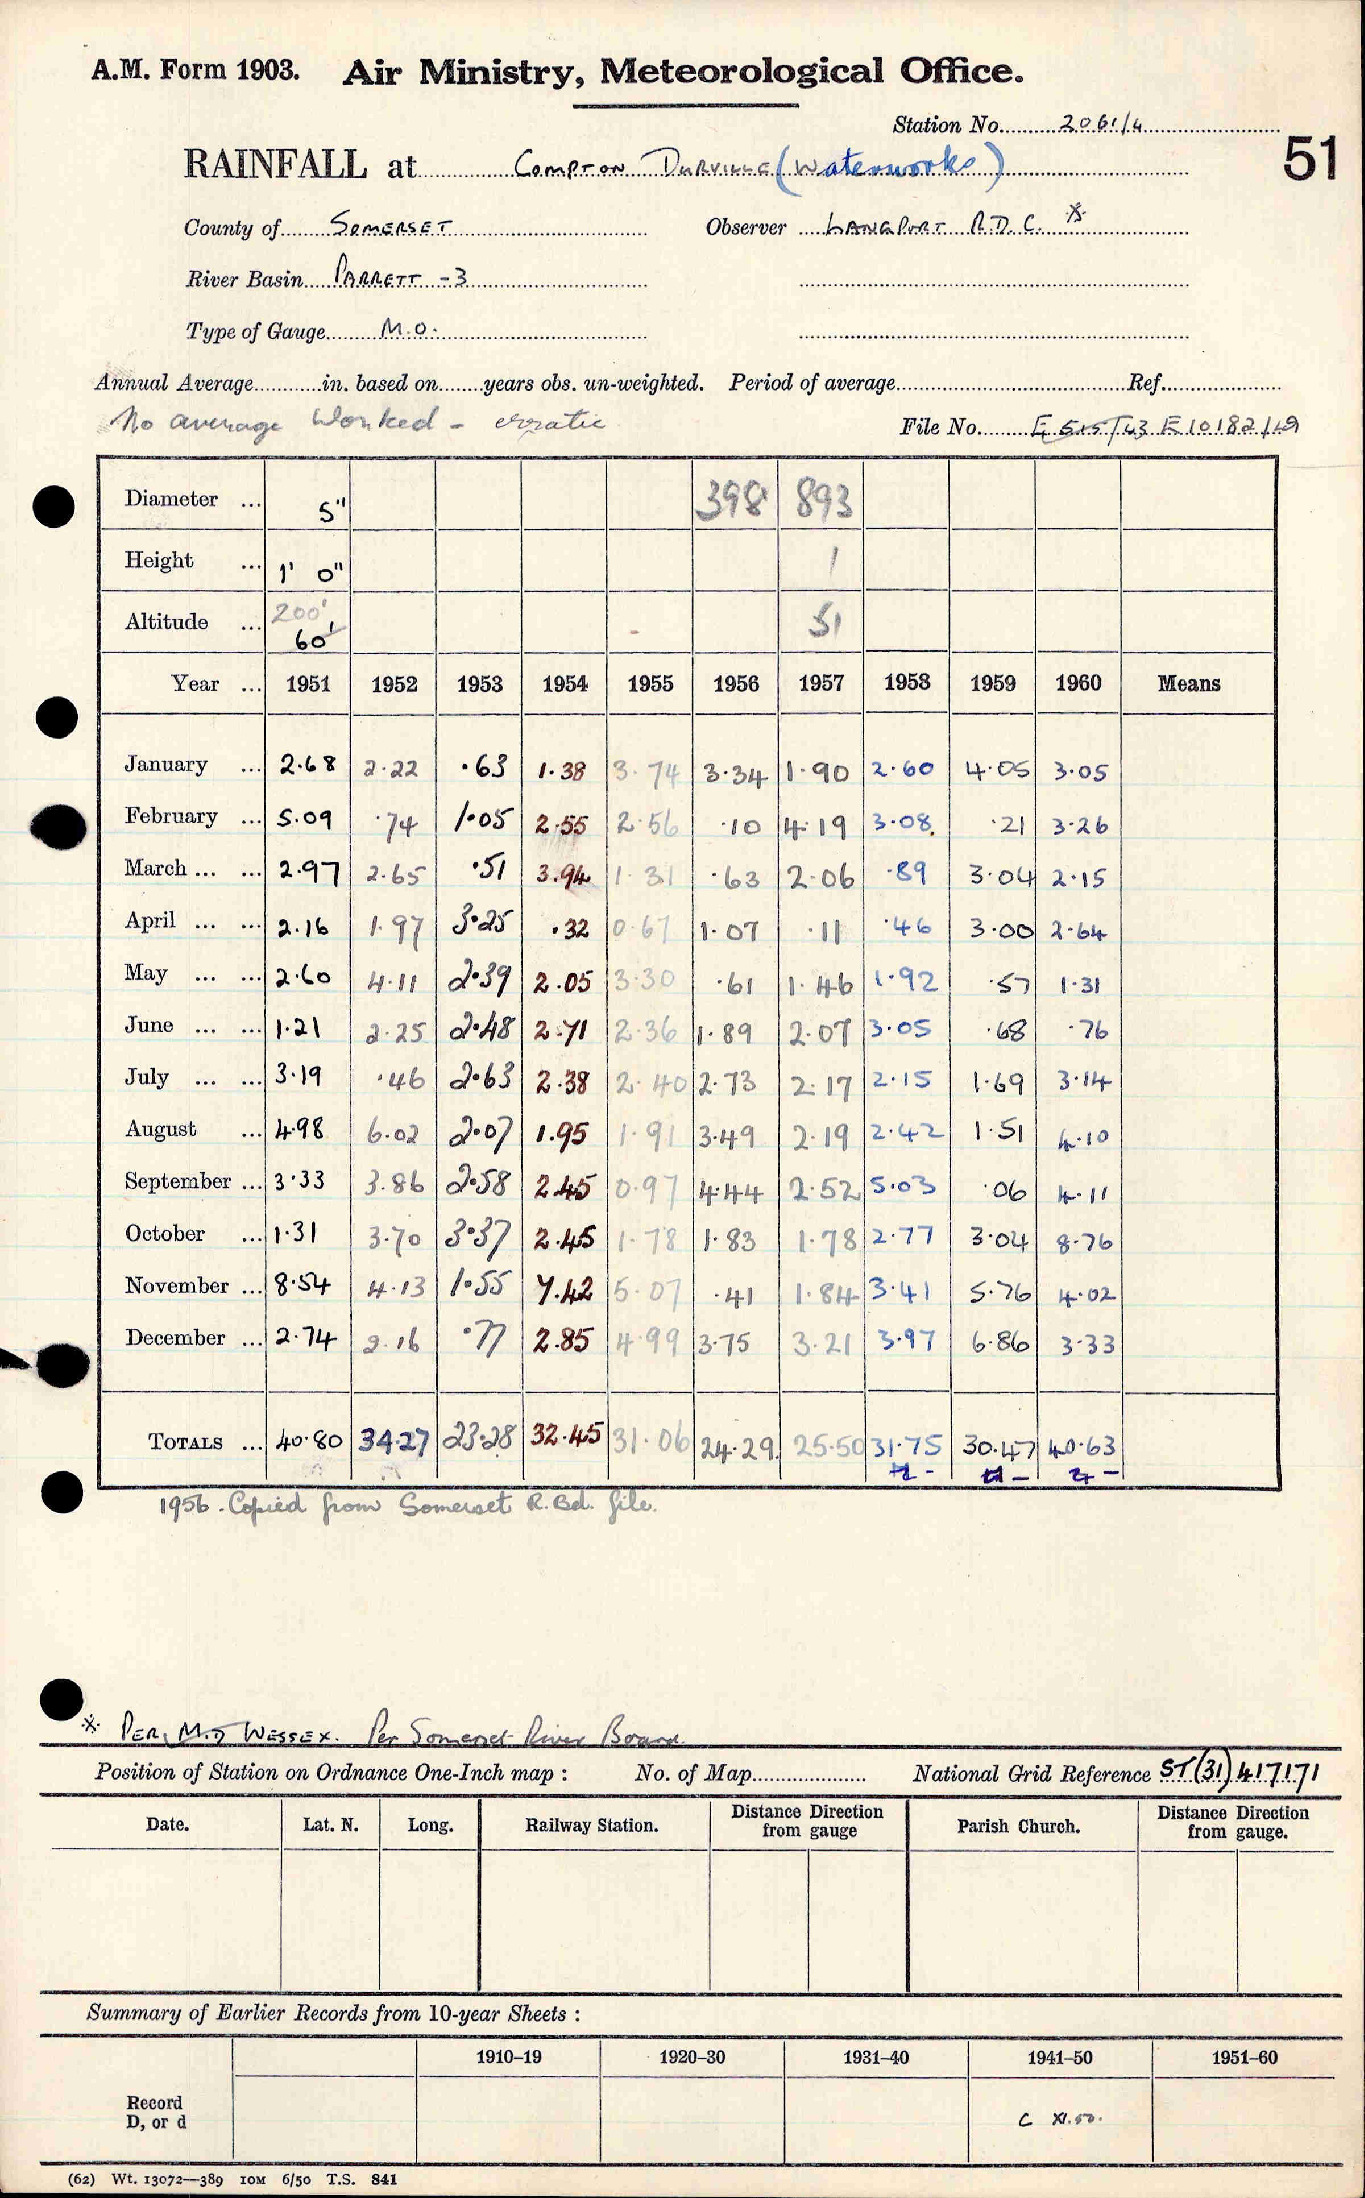 A.M. Form 1903. Air Ministry, Meteorological Office.
Station No. 2061/4
RAINFALL at Compton Durville (Waterworks) 51
County of Somerset Observer Langport R.D.C. *
River Basin Parrett -3
Type of Gauge M.O.
Annual Average in. based on years obs. un-weighted. Period of average Ref.
No average worked - erratic File No. E10182/49
Diameter ... 5" 398 893
Height ... 1' 0" 1
Altitude ... 200' 60' 51
Year ... 1951 1952 1953 1954 1955 1956 1957 1958 1959 1960 Means
January ... 2.68 2.22 .63 1.38 3.74 3.34 1.90 2.60 4.05 3.05
February ... 5.09 .74 1.05 2.55 2.56 .10 4.19 3.08 .21 3.26
March ... ... 2.97 2.65 .51 3.94 1.31 .63 2.06 .89 3.04 2.15
April ... ... 2.16 1.97 3.25 .32 0.67 1.07 .11 .46 3.00 2.64
May ... ... 2.60 4.11 2.39 2.05 3.30 .61 1.46 1.92 .57 1.31
June ... ... 1.21 2.25 2.48 2.71 2.36 1.89 2.07 3.05 .68 .76
July ... ... 3.19 .46 2.63 2.38 2.40 2.73 2.17 2.15 1.69 3.14
August ... 4.98 6.02 2.07 1.95 1.91 3.49 2.19 2.42 1.51 4.10
September ... 3.33 3.86 2.58 2.45 0.97 4.44 2.52 5.03 .06 4.11
October ... 1.31 3.70 3.37 2.45 1.78 1.83 1.78 2.77 3.04 8.76
November ... 8.54 4.13 1.55 7.42 5.07 .41 1.84 3.41 5.76 4.02
December ... 2.74 2.16 .77 2.85 4.99 3.75 3.21 3.97 6.86 3.33
Totals ... 40.80 34.27 23.28 32.45 31.06 24.29 25.50 31.75 30.47 40.63
1956. Copied from Somerset R. Bd. file.
* Per M.O Wessex. Per Somerset River Board.
Position of Station on Ordnance One-Inch map : No. of Map National Grid Reference ST(31)417171
Date. Lat. N. Long. Railway Station. Distance Direction from gauge Parish Church. Distance Direction from gauge.
Summary of Earlier Records from 10-year Sheets :
1910-19 1920-30 1931-40 1941-50 1951-60
Record
D, or d C XI.50.
(62) Wt. 13072—389 10M 6/50 T.S. 841